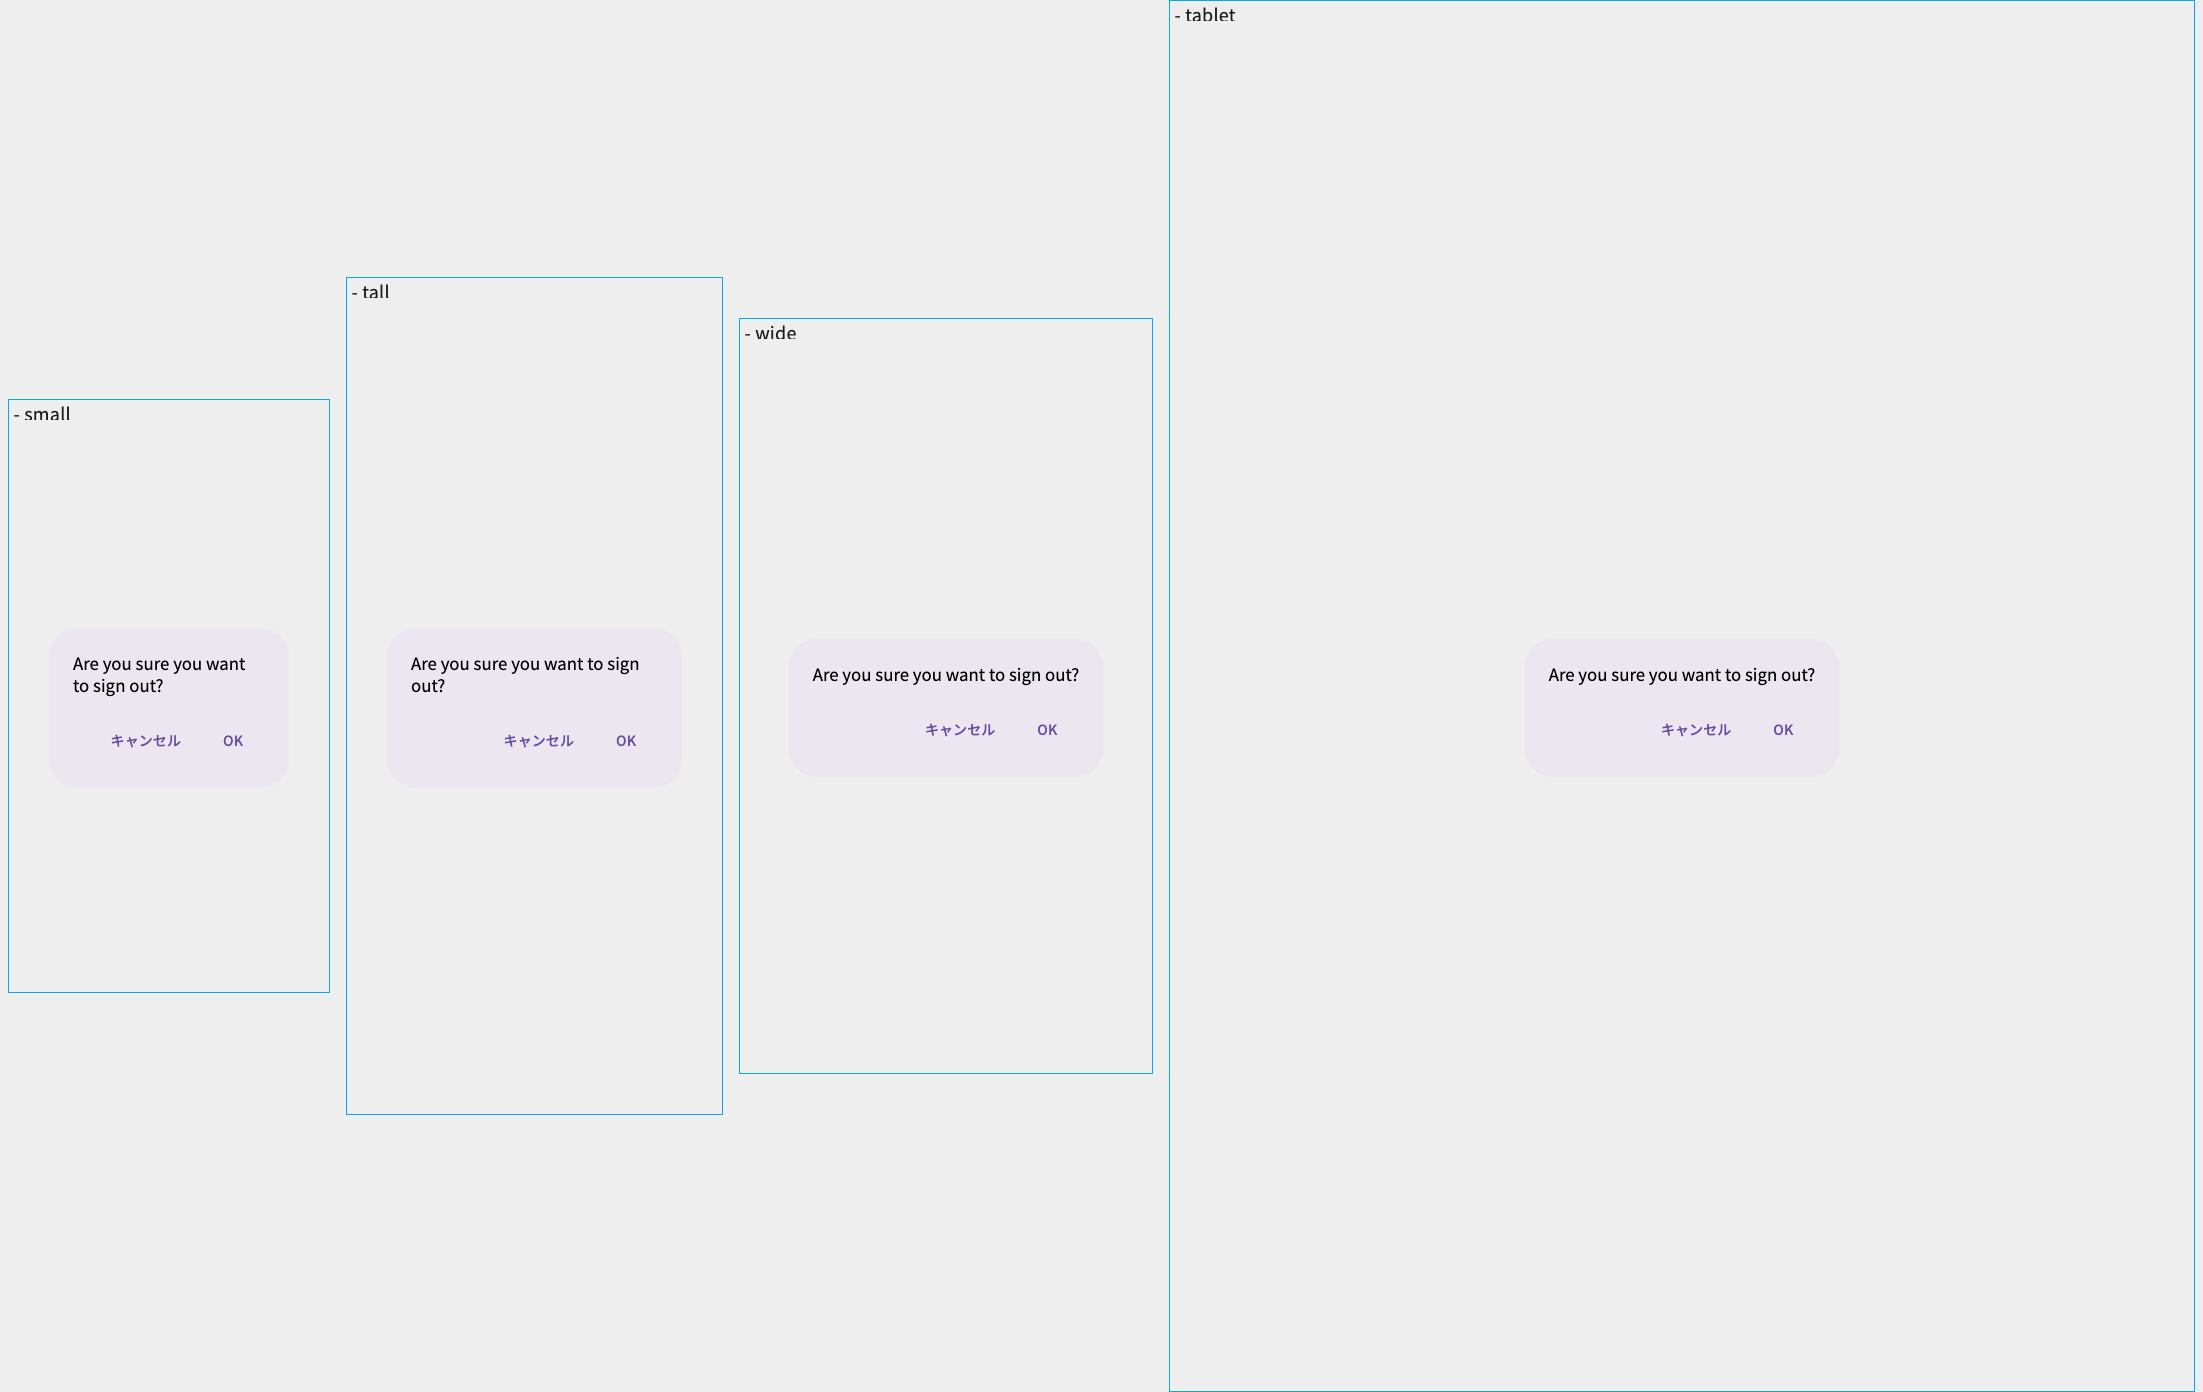 - small
Are you sure you want
to sign out?
キャンセル OK
- tall
Are you sure you want to sign
out?
キャンセル OK
- wide
Are you sure you want to sign out?
キャンセル OK
- tablet
Are you sure you want to sign out?
キャンセル OK